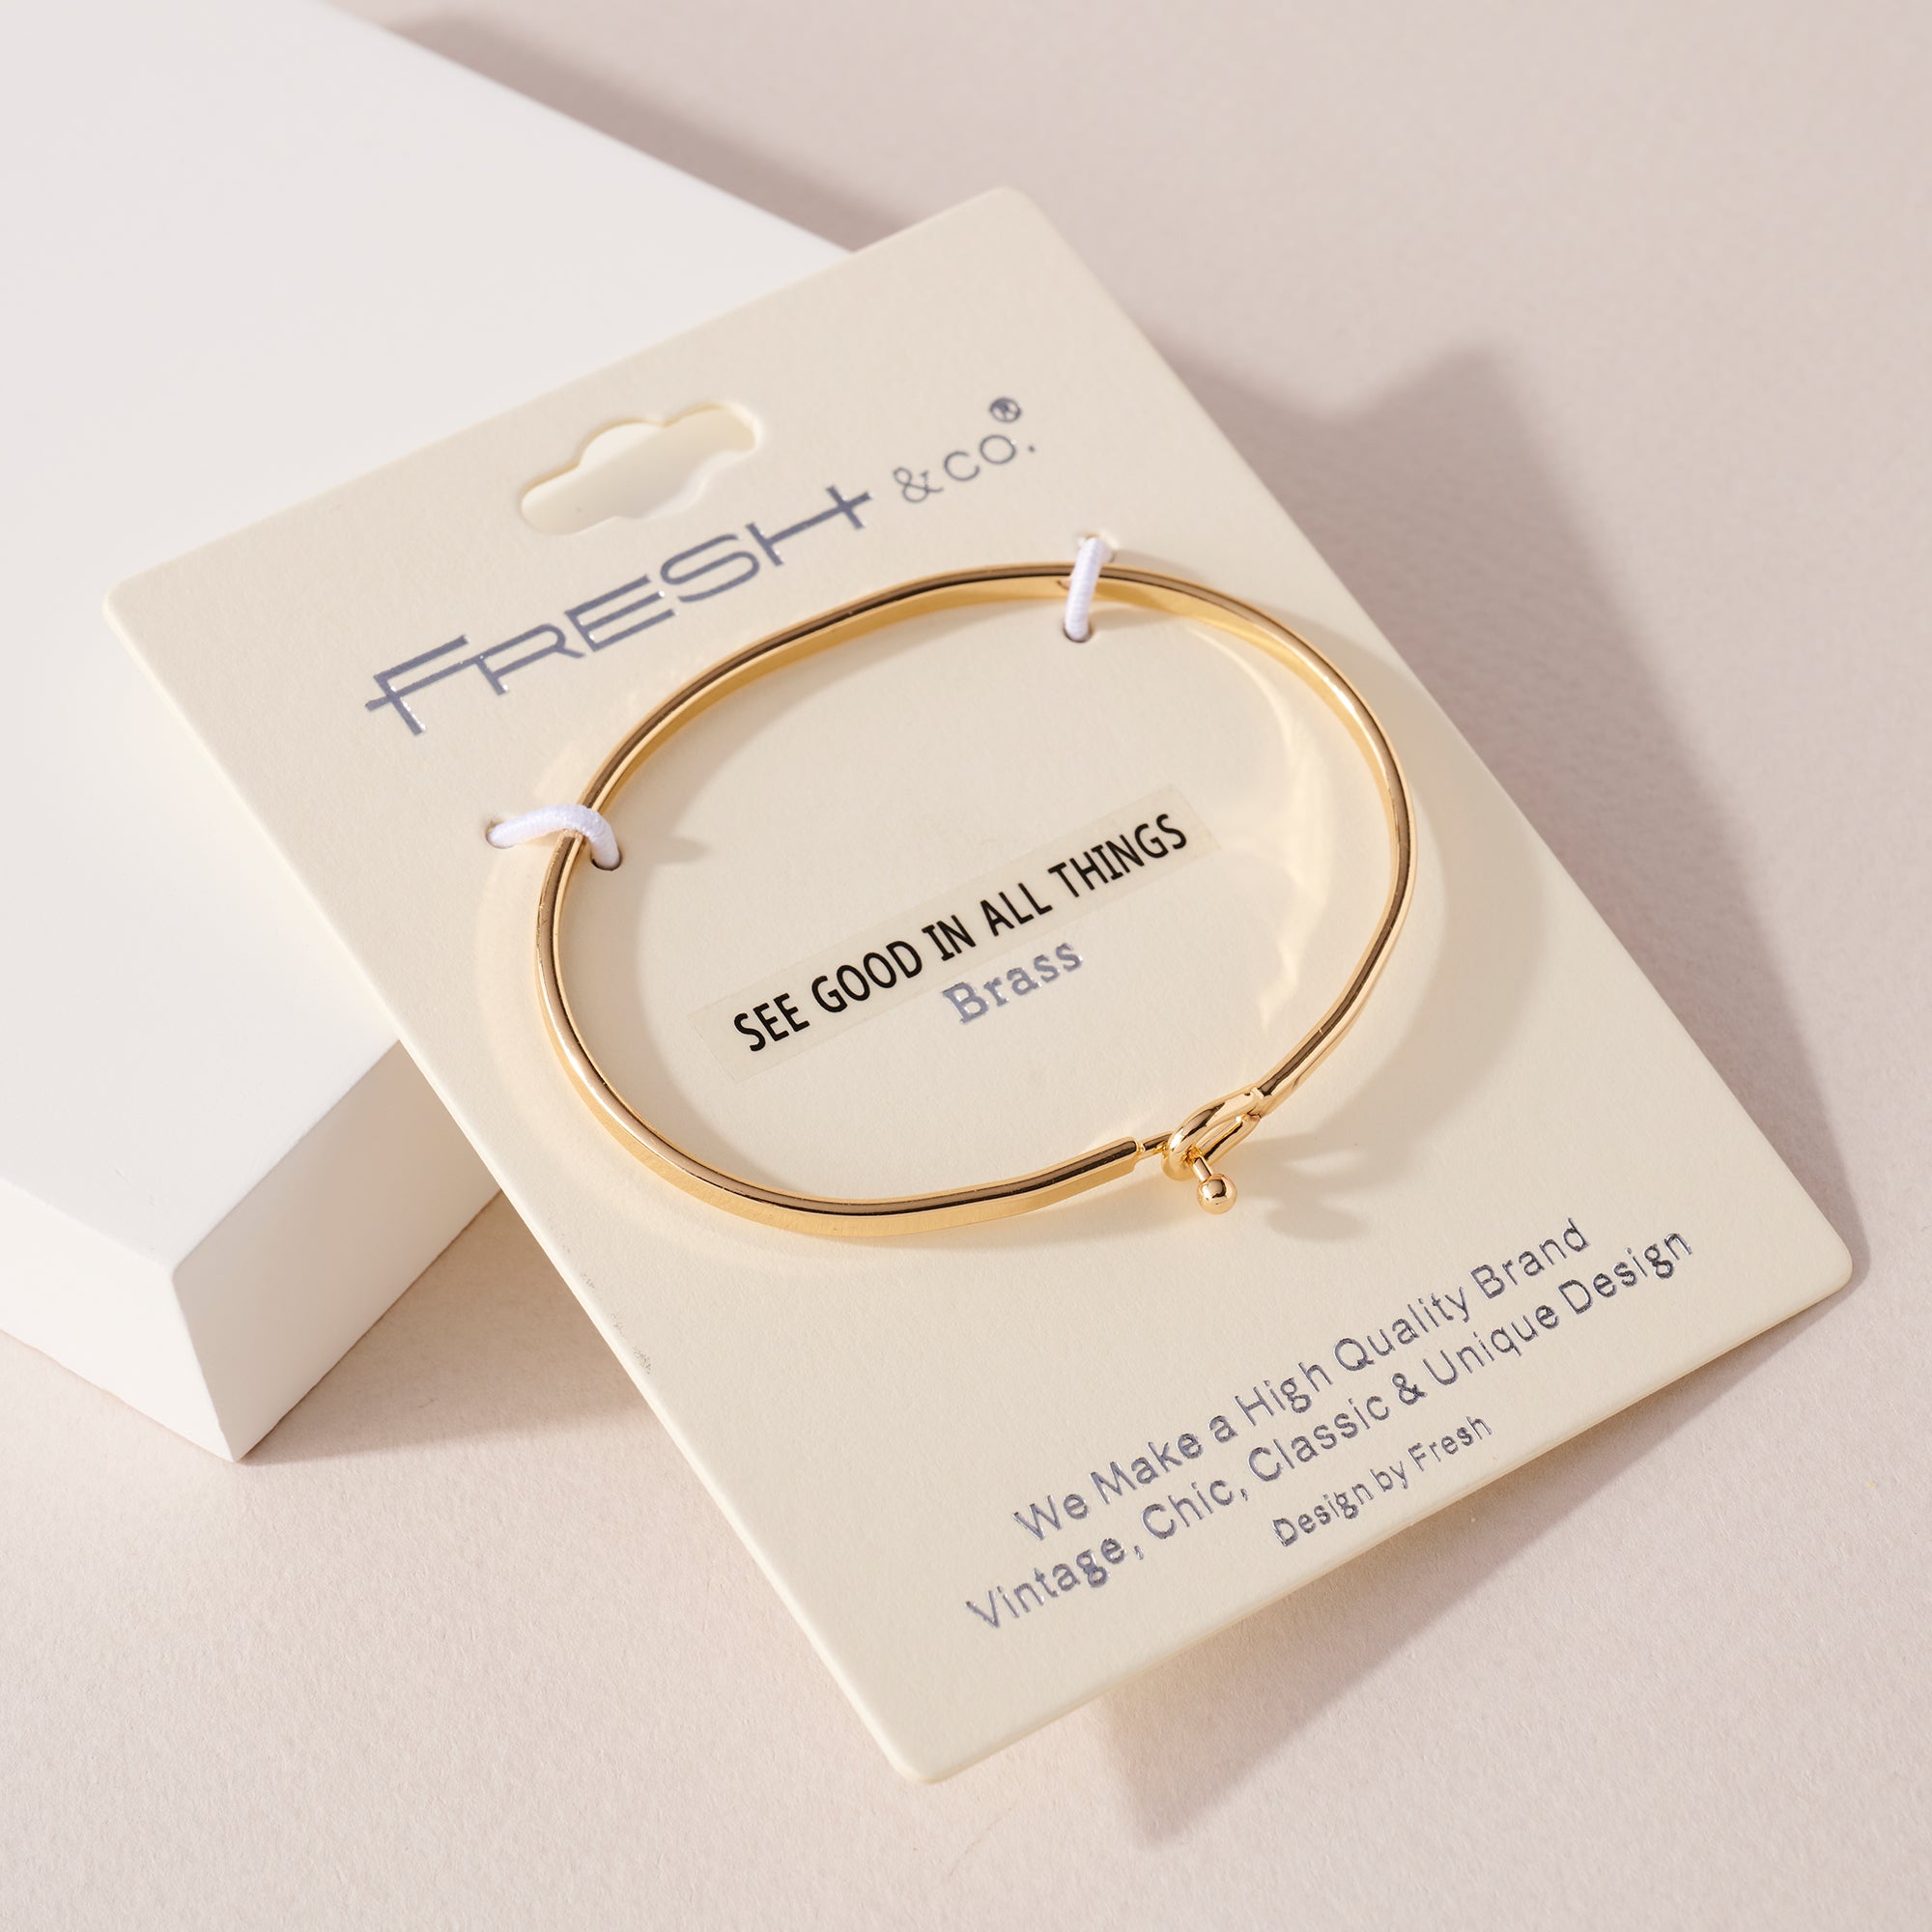 FRESH & CO.®
SEE GOOD IN ALL THINGS
Brass
We Make a High Quality Brand
Vintage, Chic, Classic & Unique Design
Design by Fresh